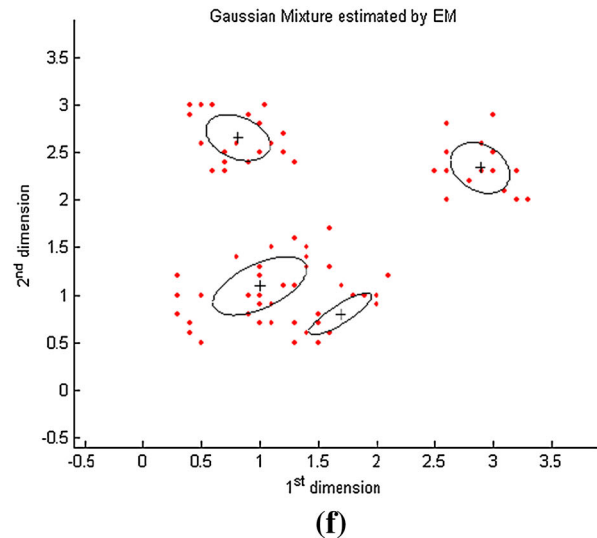 Gaussian Mixture estimated by EM
3.5
3
2.5
2
1.5
1
0.5
0
-0.5
2nd dimension
-0.5 0 0.5 1 1.5 2 2.5 3 3.5
1st dimension
(f)